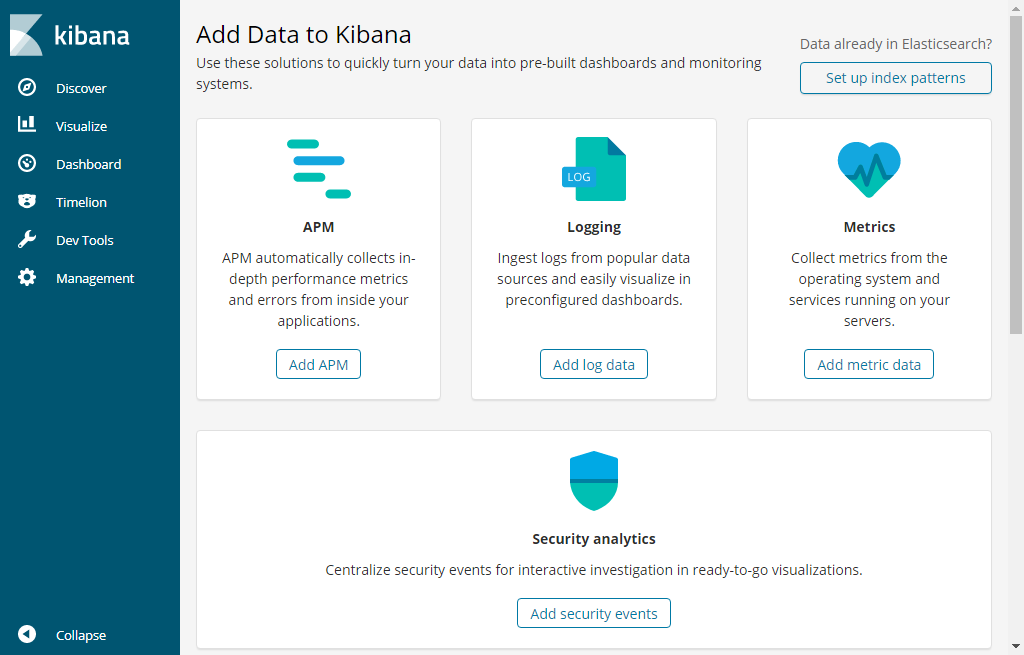 kibana
Discover
Visualize
Dashboard
Timelion
Dev Tools
Management
Collapse
Add Data to Kibana
Use these solutions to quickly turn your data into pre-built dashboards and monitoring
systems.
Data already in Elasticsearch?
Set up index patterns
APM
APM automatically collects in-
depth performance metrics
and errors from inside your
applications.
Add APM
LOG
Logging
Ingest logs from popular data
sources and easily visualize in
preconfigured dashboards.
Add log data
Metrics
Collect metrics from the
operating system and
services running on your
servers.
Add metric data
Security analytics
Centralize security events for interactive investigation in ready-to-go visualizations.
Add security events